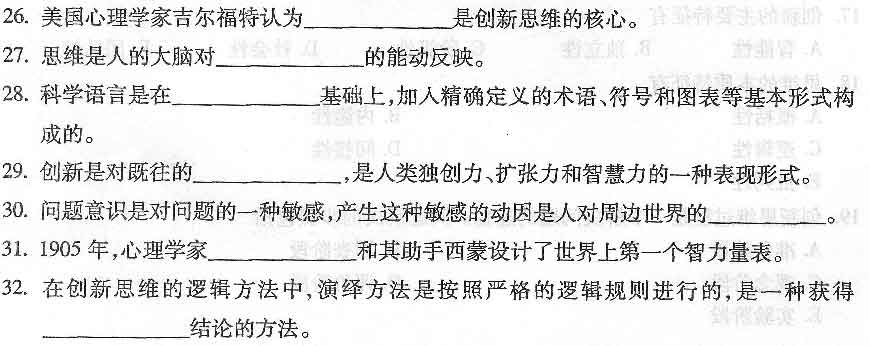 26. 美国心理学家吉尔福特认为____________是创新思维的核心。
27. 思维是人的大脑对____________的能动反映。
28. 科学语言是在____________基础上,加入精确定义的术语、符号和图表等基本形式构
成的。
29. 创新是对既往的____________,是人类独创力、扩张力和智慧力的一种表现形式。
30. 问题意识是对问题的一种敏感,产生这种敏感的动因是人对周边世界的____________。
31. 1905 年,心理学家____________和其助手西蒙设计了世界上第一个智力量表。
32. 在创新思维的逻辑方法中,演绎方法是按照严格的逻辑规则进行的,是一种获得
____________结论的方法。